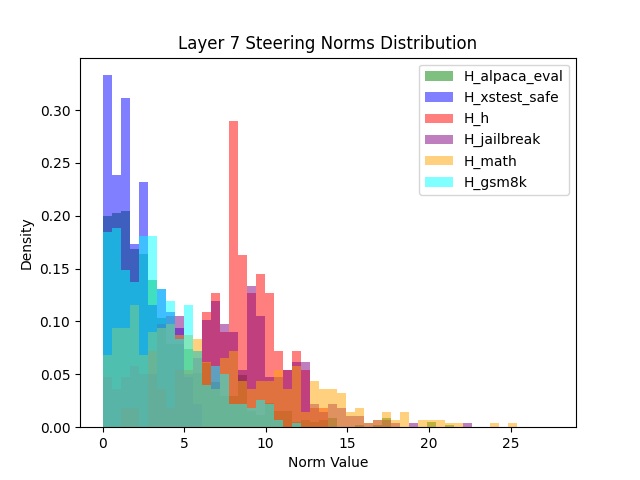 Layer 7 Steering Norms Distribution
H_alpaca_eval
H_xstest_safe
H_h
H_jailbreak
H_math
H_gsm8k
0.30
0.25
0.20
0.15
0.10
0.05
0.00
Density
0 5 10 15 20 25
Norm Value